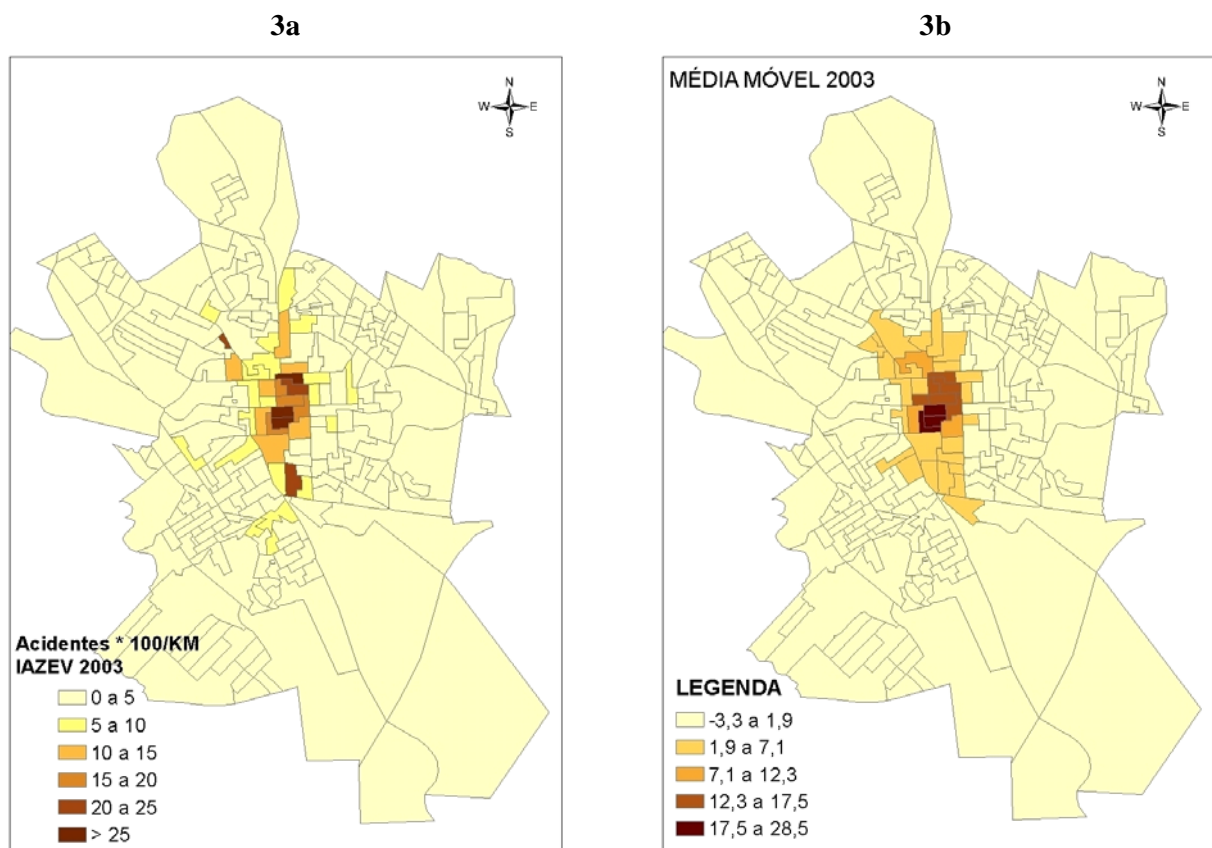 3a
3b
N
W E
S
Acidentes * 100/KM
IAZEV 2003
0 a 5
5 a 10
10 a 15
15 a 20
20 a 25
> 25
MÉDIA MÓVEL 2003
N
W E
S
LEGENDA
-3,3 a 1,9
1,9 a 7,1
7,1 a 12,3
12,3 a 17,5
17,5 a 28,5